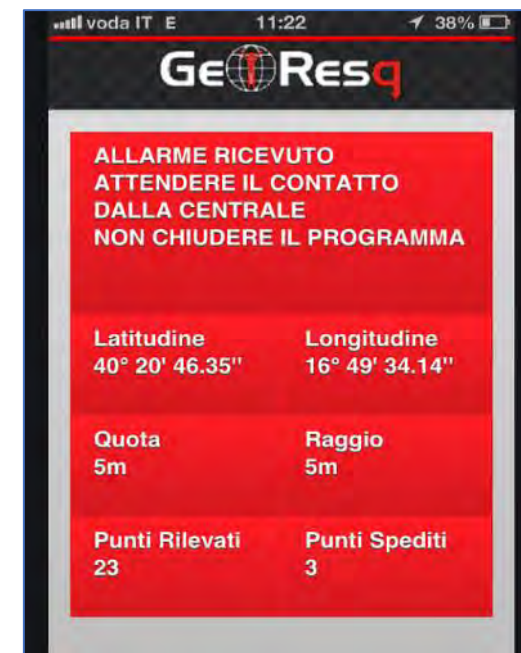 voda IT E 11:22 38%
GeoResq
ALLARME RICEVUTO
ATTENDERE IL CONTATTO
DALLA CENTRALE
NON CHIUDERE IL PROGRAMMA
Latitudine Longitudine
40° 20' 46.35'' 16° 49' 34.14''
Quota Raggio
5m 5m
Punti Rilevati Punti Spediti
23 3